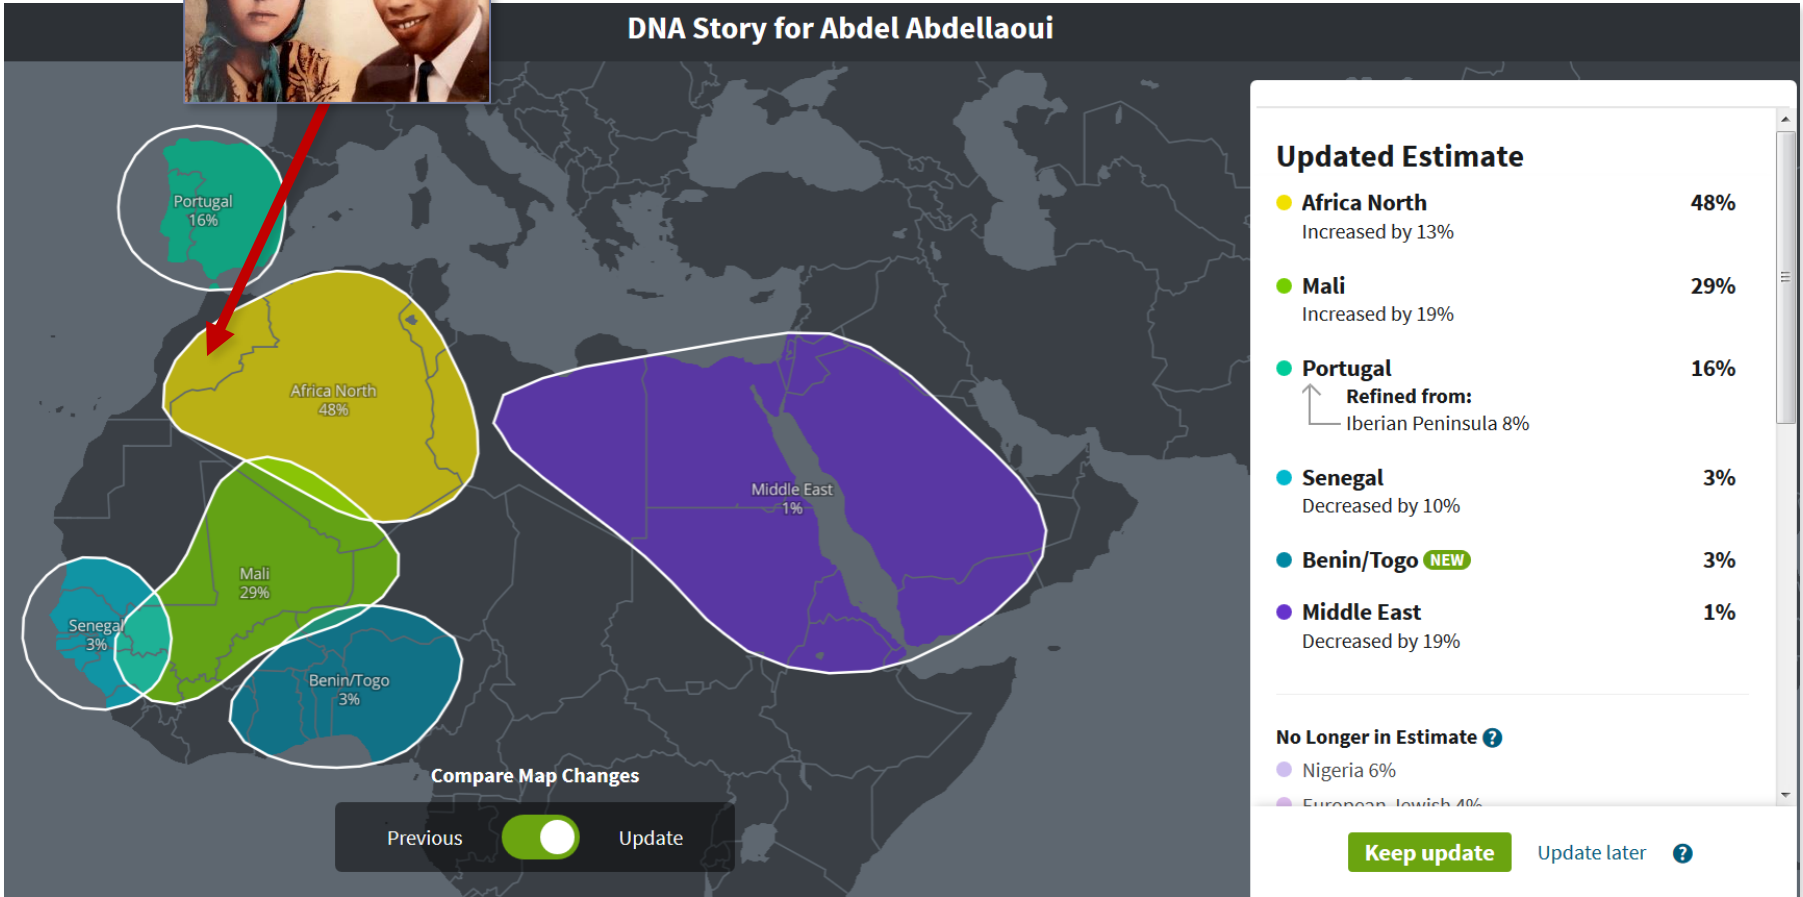 DNA Story for Abdel Abdellaoui
Portugal
16%
Africa North
48%
Middle East
1%
Mali
29%
Senegal
3%
Benin/Togo
3%
Compare Map Changes
Previous
Update
Updated Estimate
Africa North 48%
Increased by 13%
Mali 29%
Increased by 19%
Portugal 16%
Refined from:
Iberian Peninsula 8%
Senegal 3%
Decreased by 10%
Benin/Togo NEW 3%
Middle East 1%
Decreased by 19%
No Longer in Estimate ?
Nigeria 6%
European Jewish 4%
Keep update Update later ?